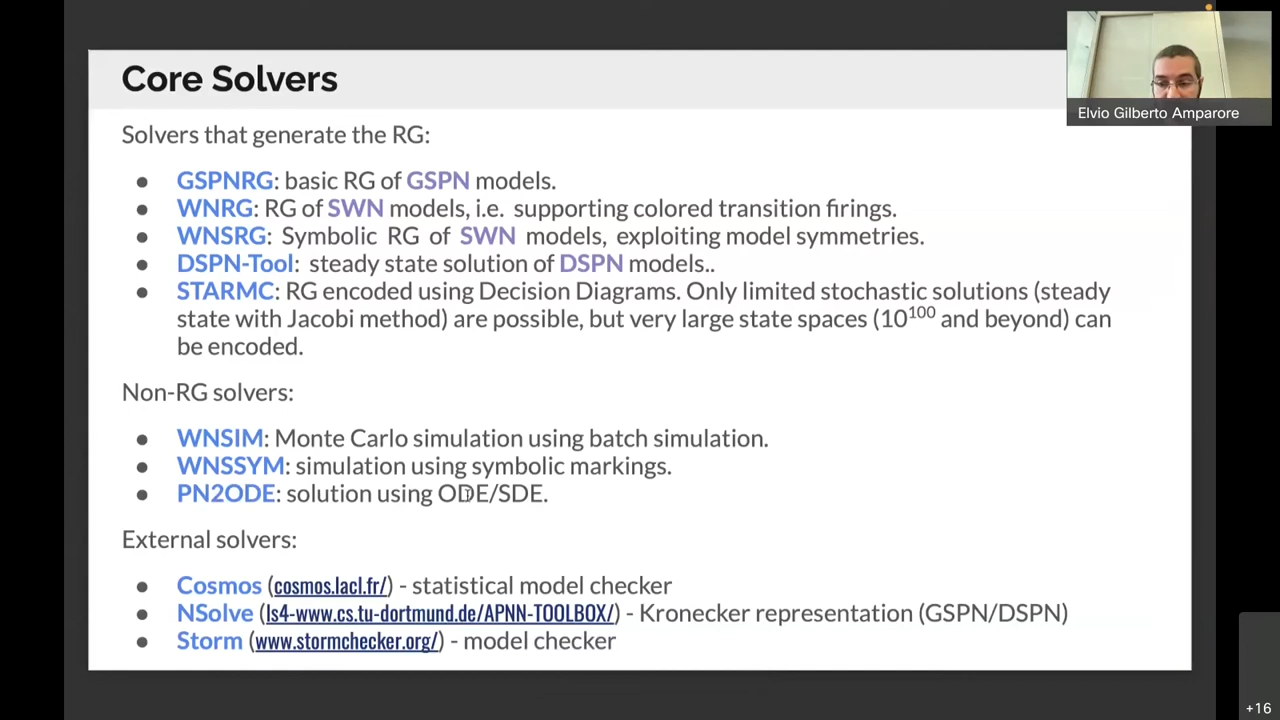 Core Solvers
Elvio Gilberto Amparore
Solvers that generate the RG:
● GSPNRG: basic RG of GSPN models.
● WNRG: RG of SWN models, i.e. supporting colored transition firings.
● WNSRG: Symbolic RG of SWN models, exploiting model symmetries.
● DSPN-Tool: steady state solution of DSPN models..
● STARMC: RG encoded using Decision Diagrams. Only limited stochastic solutions (steady
state with Jacobi method) are possible, but very large state spaces (10¹⁰⁰ and beyond) can
be encoded.
Non-RG solvers:
● WNSIM: Monte Carlo simulation using batch simulation.
● WNSSYM: simulation using symbolic markings.
● PN2ODE: solution using ODE/SDE.
External solvers:
● Cosmos (cosmos.lacl.fr/) - statistical model checker
● NSolve (ls4-www.cs.tu-dortmund.de/APNN-TOOLBOX/) - Kronecker representation (GSPN/DSPN)
● Storm (www.stormchecker.org/) - model checker
+16